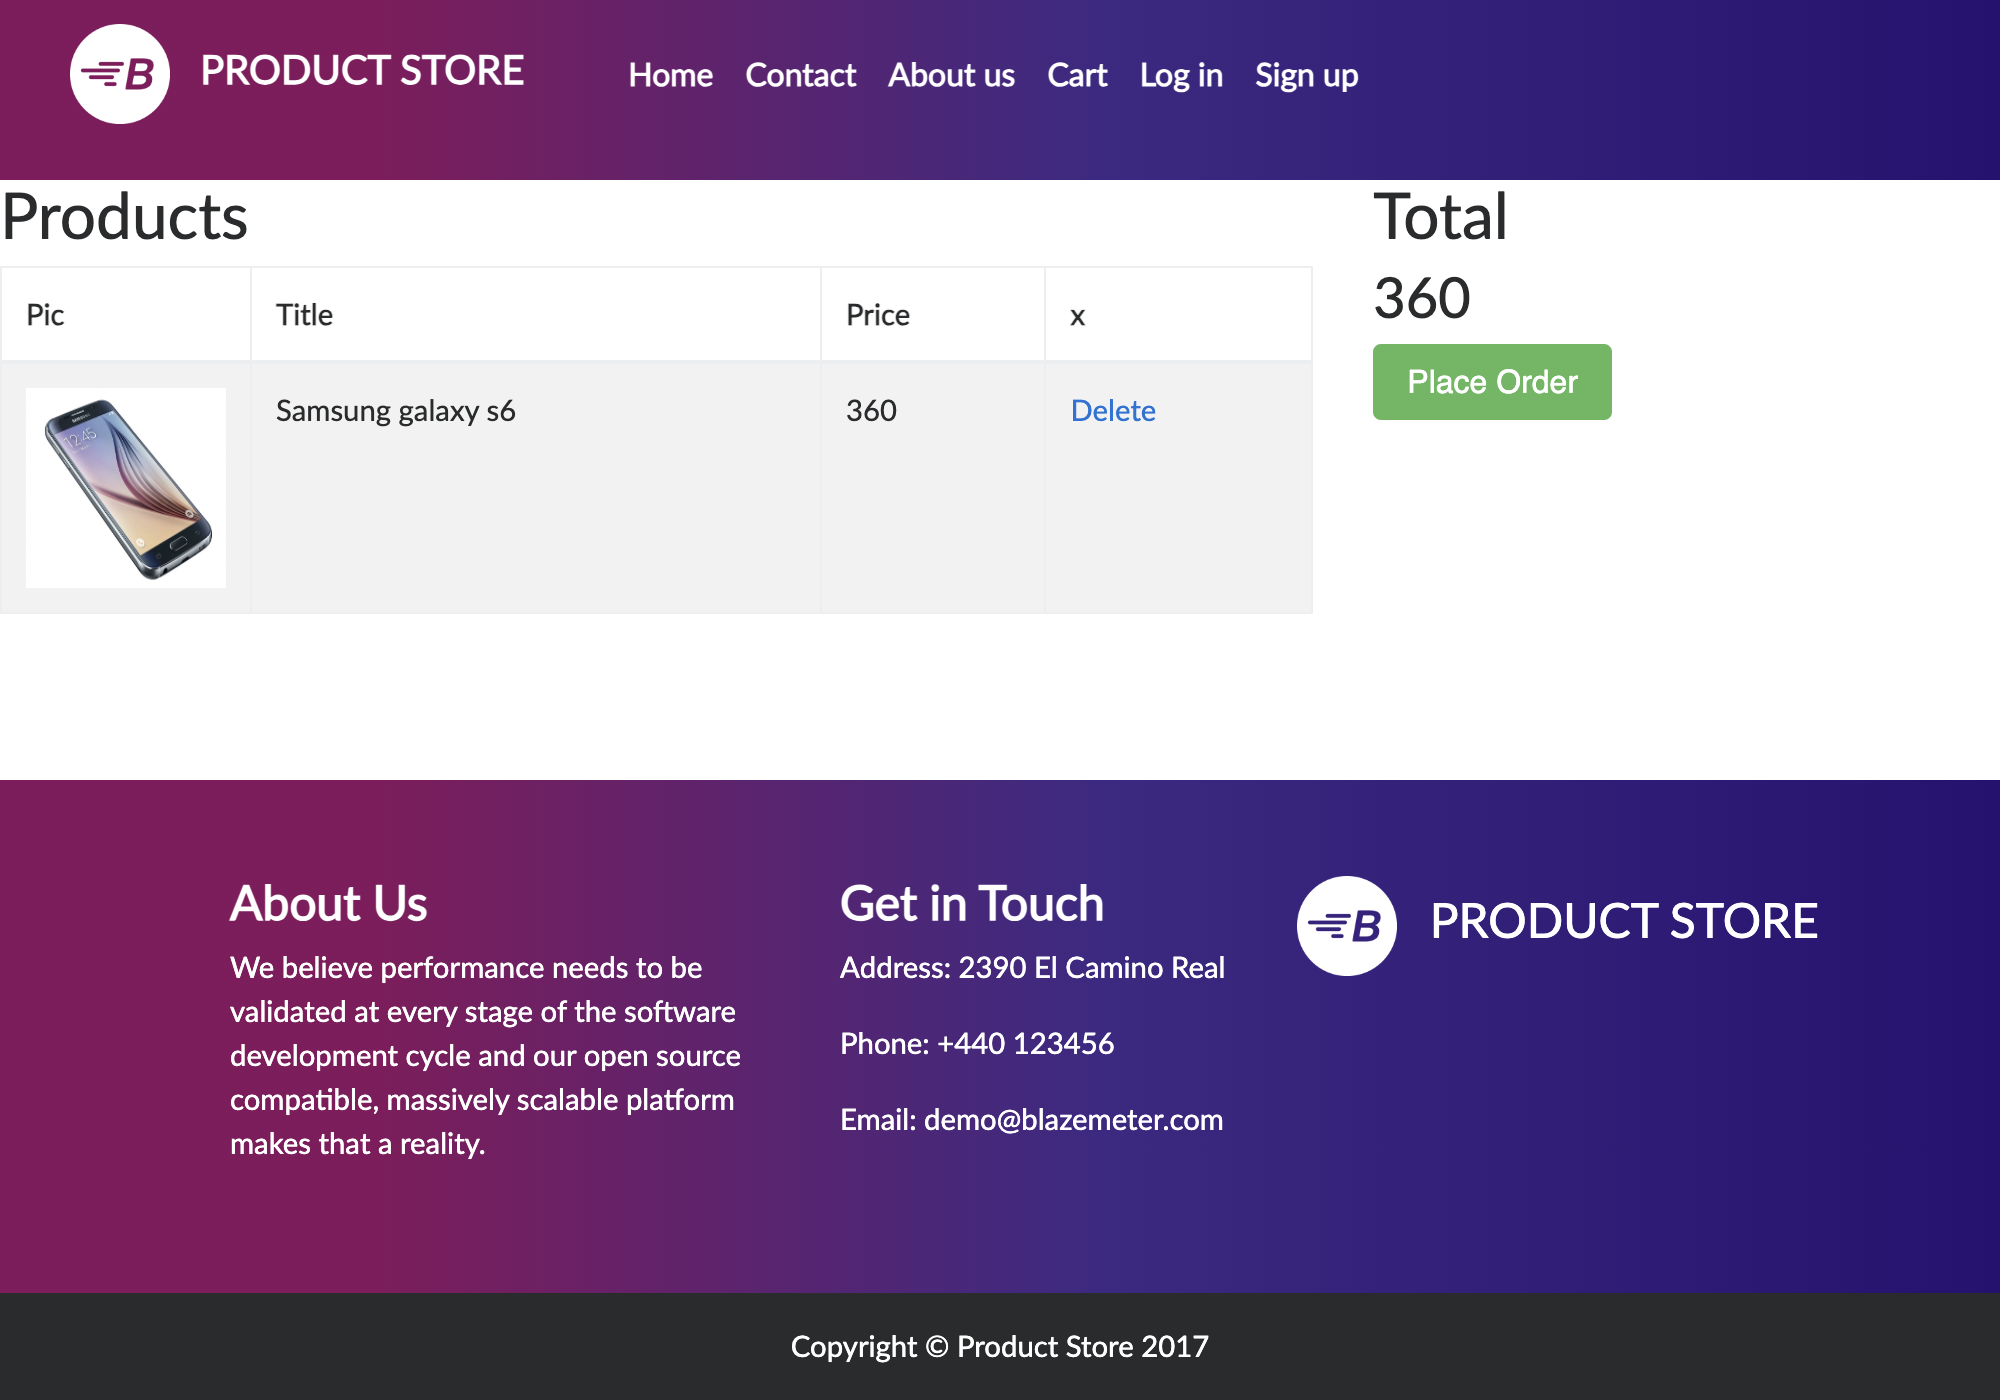 B PRODUCT STORE Home Contact About us Cart Log in Sign up
Products
Total
Pic Title Price x
360
Samsung galaxy s6 360 Delete
Place Order
12:45
About Us
We believe performance needs to be
validated at every stage of the software
development cycle and our open source
compatible, massively scalable platform
makes that a reality.
Get in Touch
Address: 2390 El Camino Real
Phone: +440 123456
Email: demo@blazemeter.com
B PRODUCT STORE
Copyright © Product Store 2017